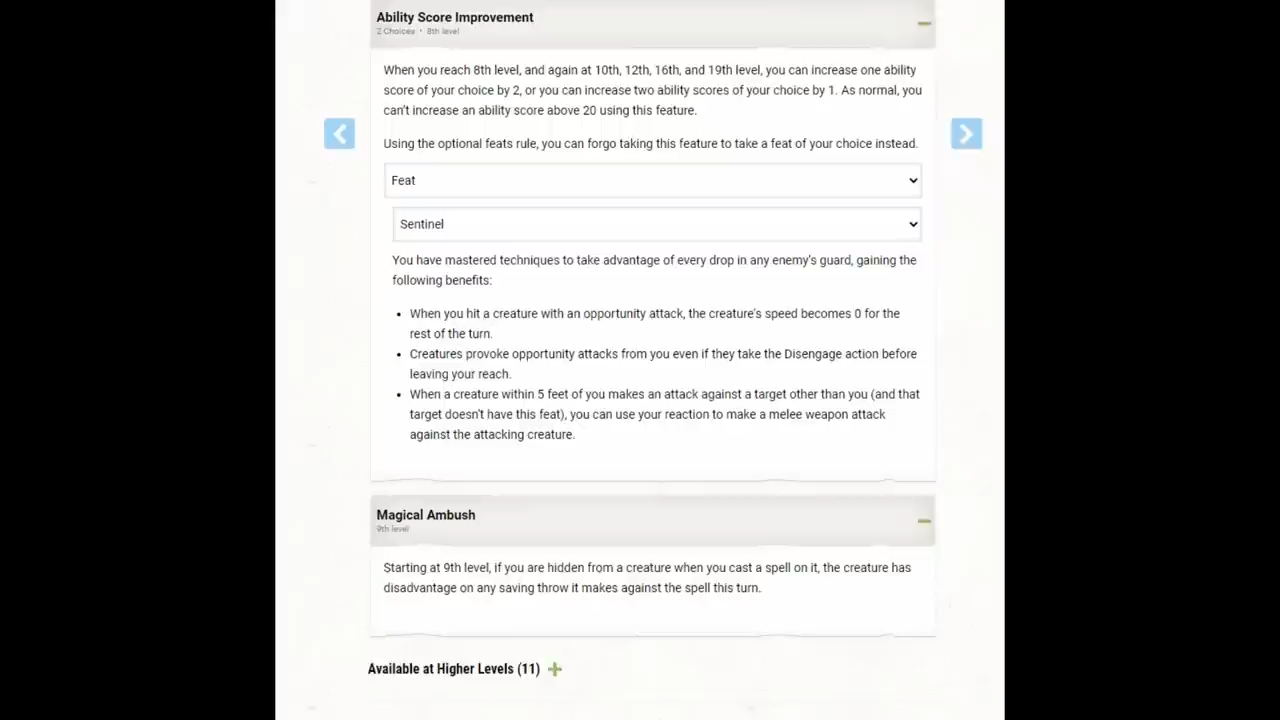 Ability Score Improvement
2 Choices • 8th level
When you reach 8th level, and again at 10th, 12th, 16th, and 19th level, you can increase one ability
score of your choice by 2, or you can increase two ability scores of your choice by 1. As normal, you
can't increase an ability score above 20 using this feature.
Using the optional feats rule, you can forgo taking this feature to take a feat of your choice instead.
Feat
Sentinel
You have mastered techniques to take advantage of every drop in any enemy's guard, gaining the
following benefits:
• When you hit a creature with an opportunity attack, the creature's speed becomes 0 for the
rest of the turn.
• Creatures provoke opportunity attacks from you even if they take the Disengage action before
leaving your reach.
• When a creature within 5 feet of you makes an attack against a target other than you (and that
target doesn't have this feat), you can use your reaction to make a melee weapon attack
against the attacking creature.
Magical Ambush
9th level
Starting at 9th level, if you are hidden from a creature when you cast a spell on it, the creature has
disadvantage on any saving throw it makes against the spell this turn.
Available at Higher Levels (11)